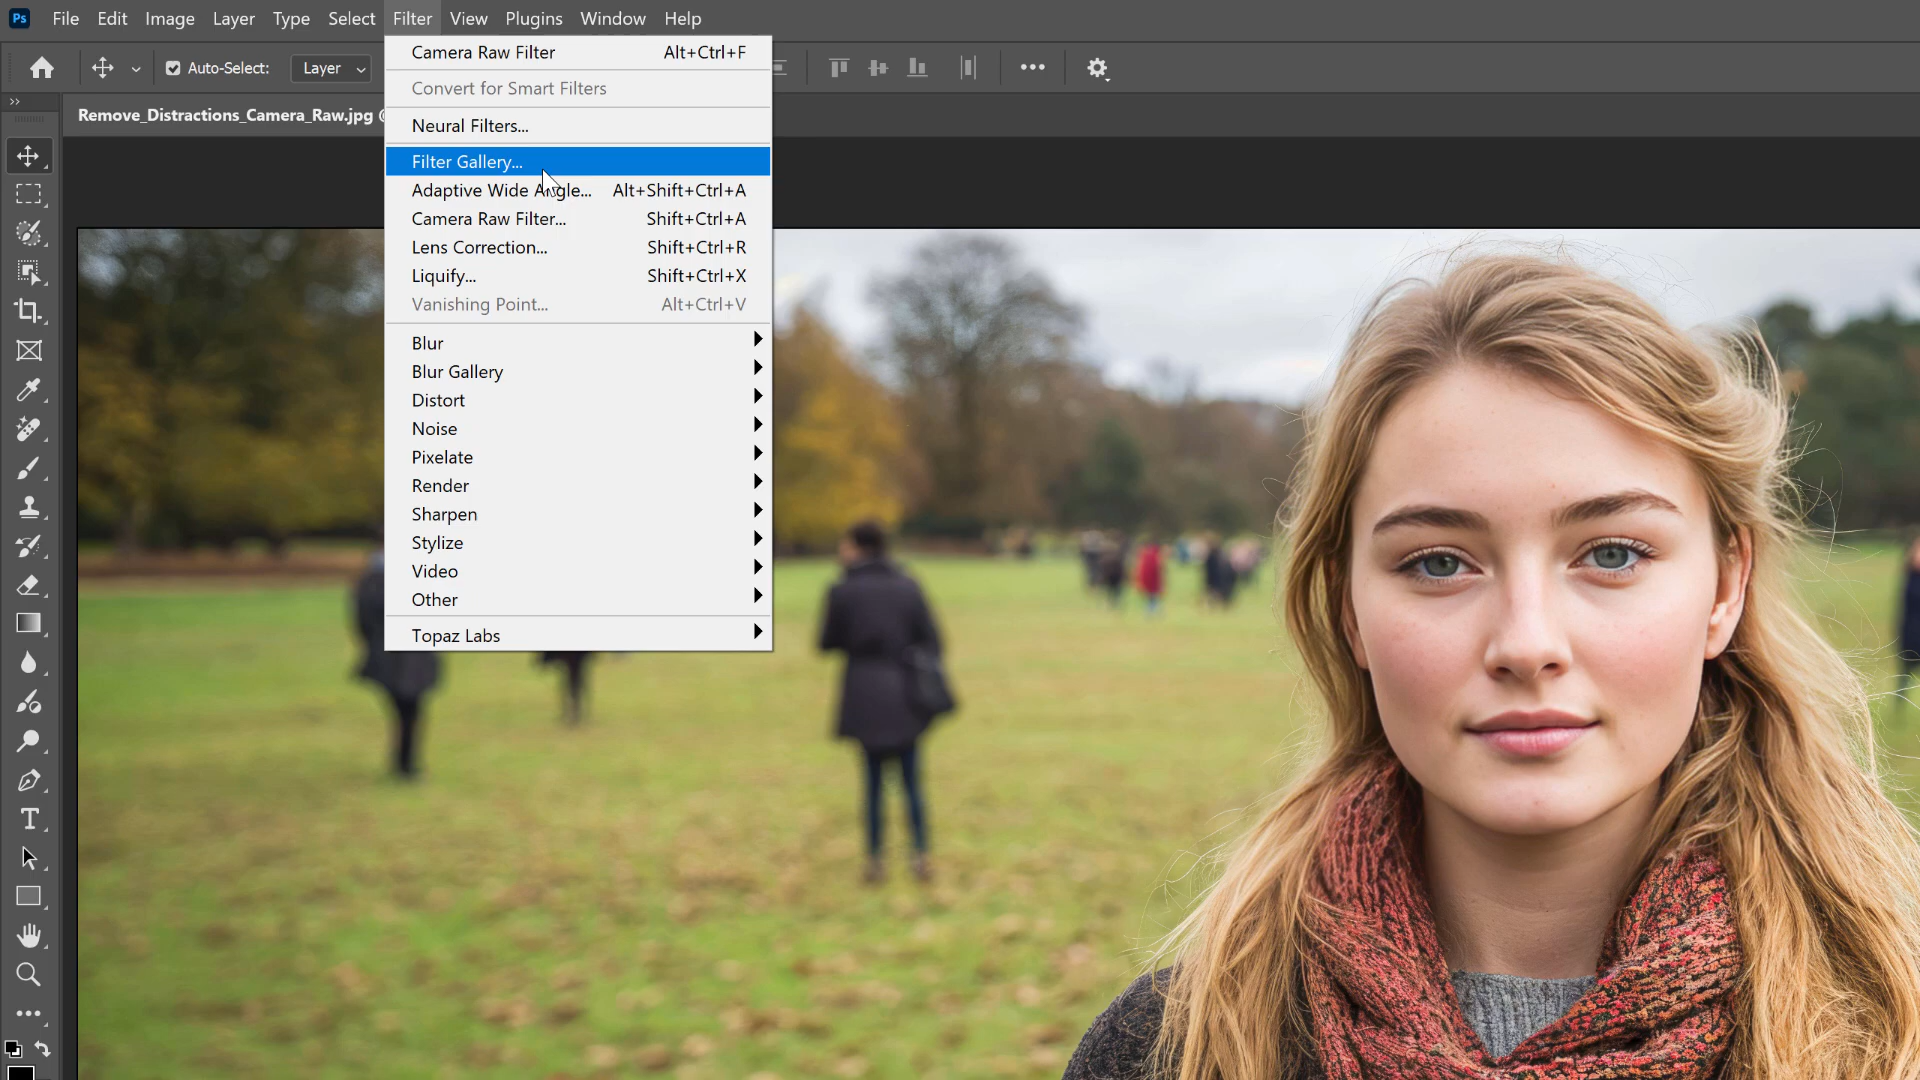 Ps File Edit Image Layer Type Select Filter View Plugins Window Help
Auto-Select: Layer
Remove_Distractions_Camera_Raw.jpg @
Camera Raw Filter Alt+Ctrl+F
Convert for Smart Filters
Neural Filters...
Filter Gallery...
Adaptive Wide Angle... Alt+Shift+Ctrl+A
Camera Raw Filter... Shift+Ctrl+A
Lens Correction... Shift+Ctrl+R
Liquify... Shift+Ctrl+X
Vanishing Point... Alt+Ctrl+V
Blur
Blur Gallery
Distort
Noise
Pixelate
Render
Sharpen
Stylize
Video
Other
Topaz Labs